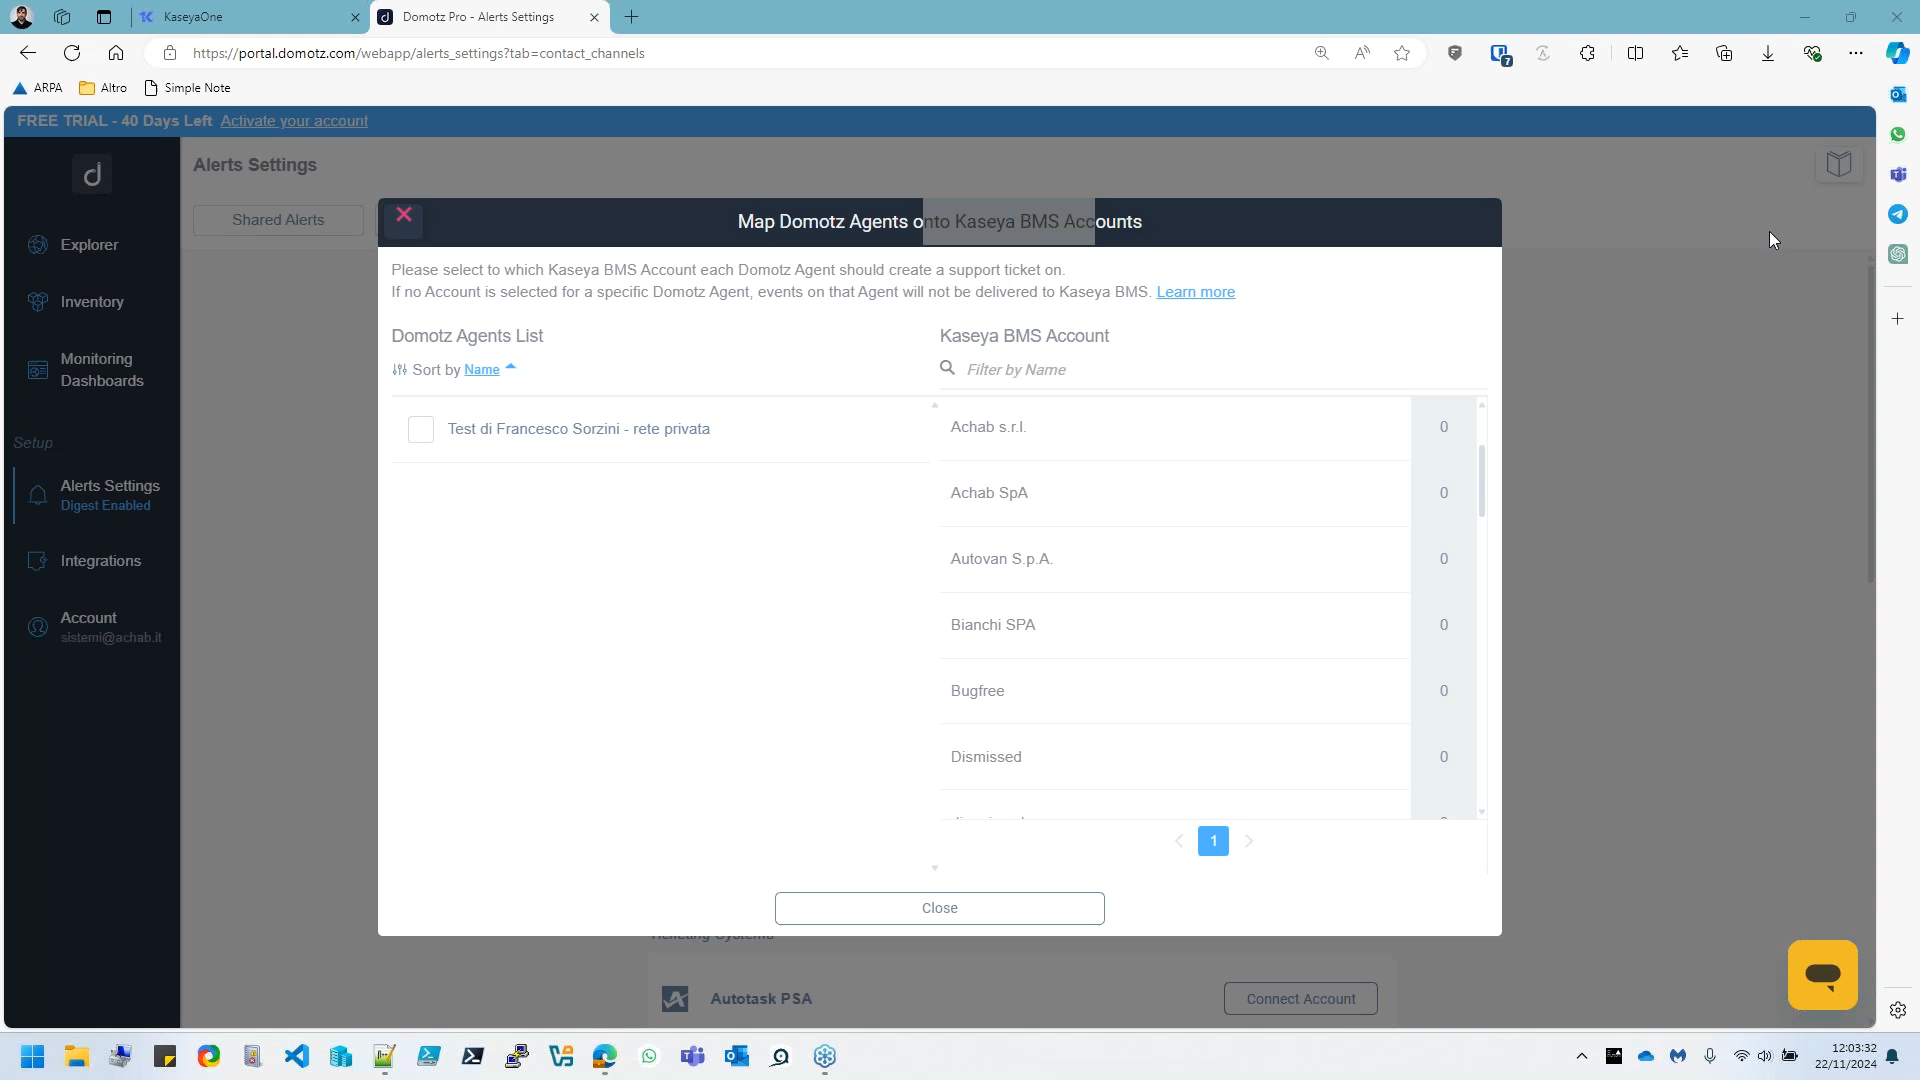 KaseyaOne
Domotz Pro - Alerts Settings
https://portal.domotz.com/webapp/alerts_settings?tab=contact_channels
7
ARPA
Altro
Simple Note
FREE TRIAL - 40 Days Left Activate your account
Alerts Settings
Shared Alerts
Explorer
Inventory
Monitoring
Dashboards
Setup
Alerts Settings
Digest Enabled
Integrations
Account
sistemi@achab.it
Map Domotz Agents onto Kaseya BMS Accounts
Please select to which Kaseya BMS Account each Domotz Agent should create a support ticket on.
If no Account is selected for a specific Domotz Agent, events on that Agent will not be delivered to Kaseya BMS. Learn more
Domotz Agents List
Sort by Name
Test di Francesco Sorzini - rete privata
Kaseya BMS Account
Filter by Name
Achab s.r.l. 0
Achab SpA 0
Autovan S.p.A. 0
Bianchi SPA 0
Bugfree 0
Dismissed 0
1
Close
Ticketing Systems
Autotask PSA
Connect Account
12:03:32
22/11/2024